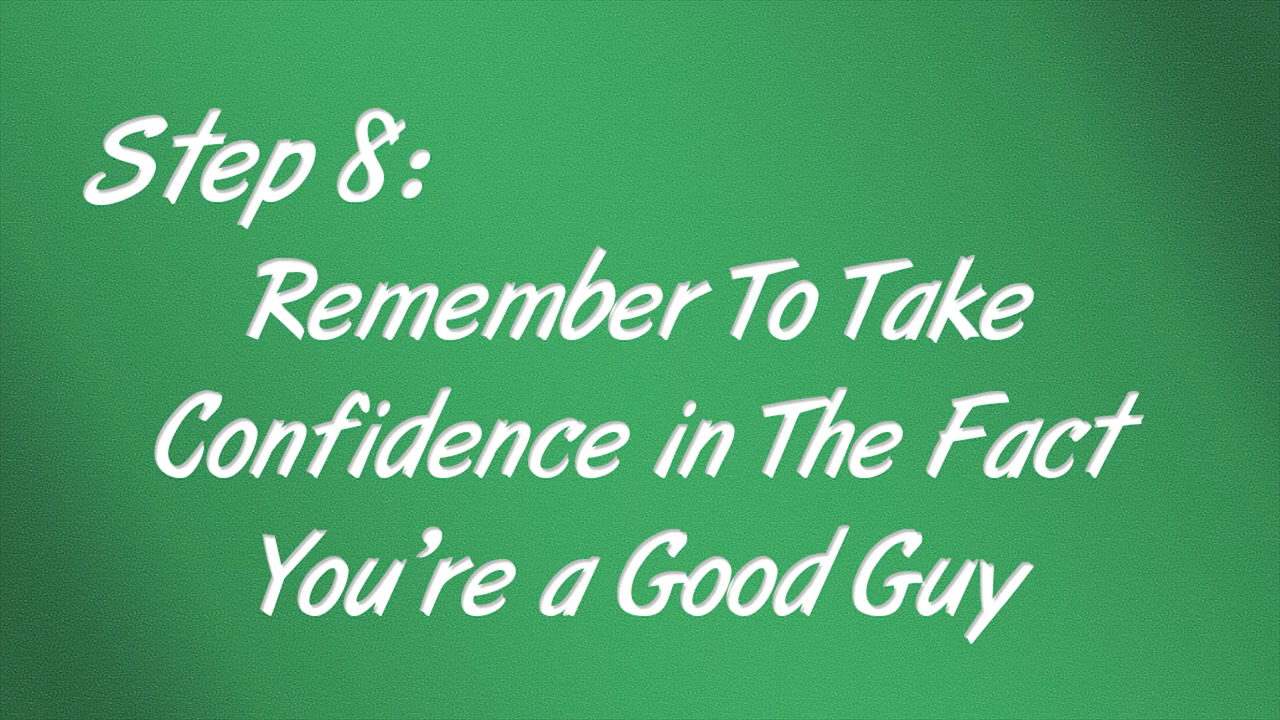 Step 8:
Remember To Take
Confidence in The Fact
You're a Good Guy